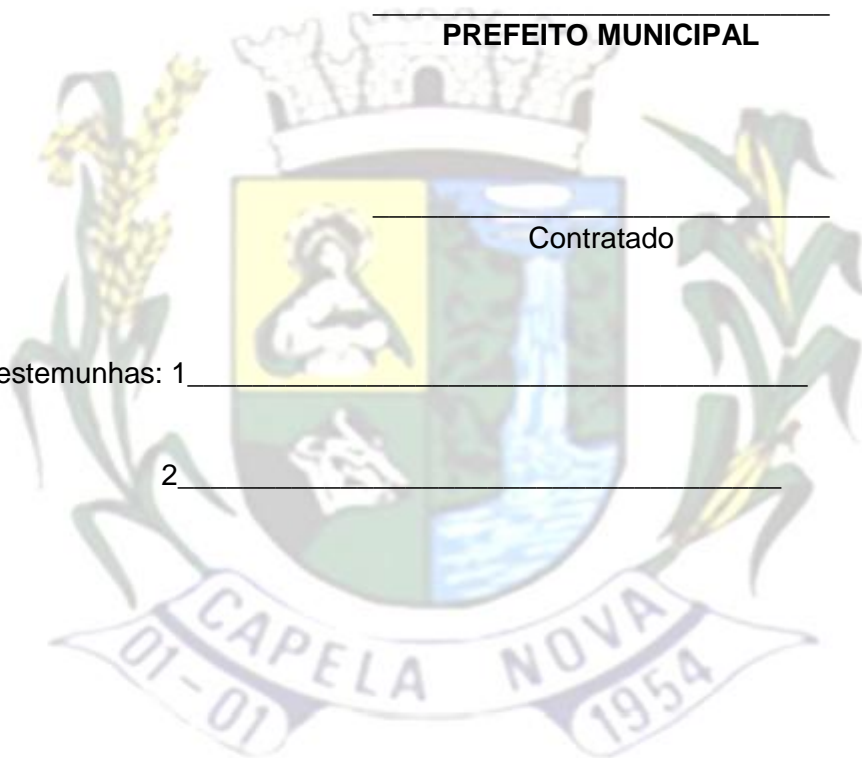 PREFEITO MUNICIPAL
Contratado
estemunhas: 1
2
CAPELA NOVA
01-01 1954